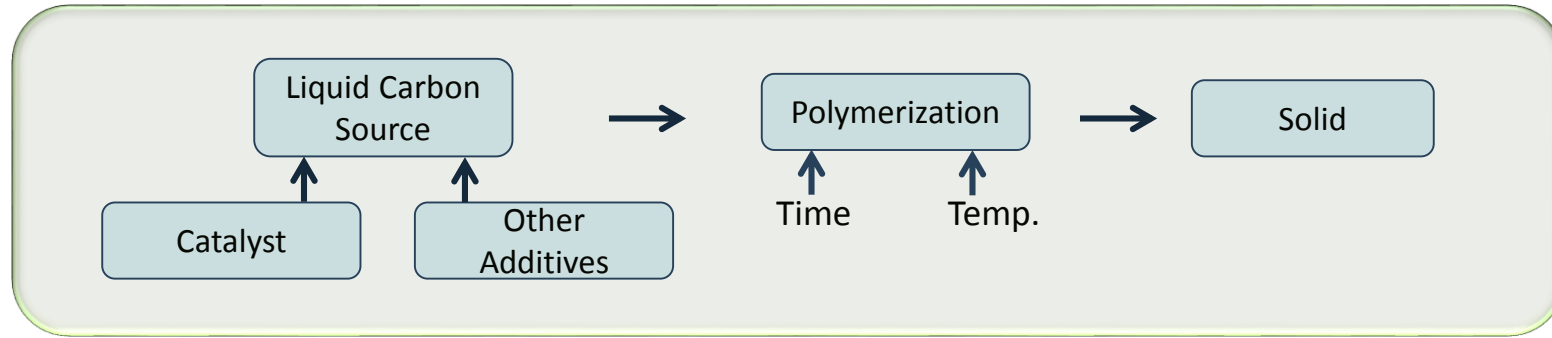 Liquid Carbon
Source
Polymerization
Solid
Catalyst
Other
Additives
Time
Temp.